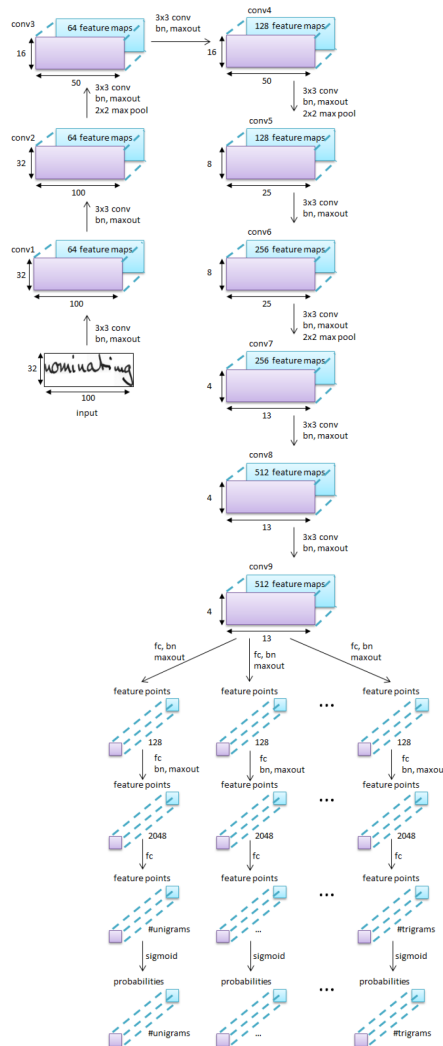 conv3
64 feature maps
16
50
3x3 conv
bn, maxout
conv4
128 feature maps
16
50
3x3 conv
bn, maxout
2x2 max pool
conv2
64 feature maps
32
100
3x3 conv
bn, maxout
2x2 max pool
conv5
128 feature maps
8
25
3x3 conv
bn, maxout
conv1
64 feature maps
32
100
3x3 conv
bn, maxout
conv6
256 feature maps
8
25
3x3 conv
bn, maxout
2x2 max pool
3x3 conv
bn, maxout
32
nominating
100
input
conv7
256 feature maps
4
13
3x3 conv
bn, maxout
conv8
512 feature maps
4
13
3x3 conv
bn, maxout
conv9
512 feature maps
4
13
fc, bn
maxout
fc, bn
maxout
fc, bn
maxout
feature points
feature points
...
feature points
128
128
128
fc
bn, maxout
fc
bn, maxout
fc
bn, maxout
feature points
feature points
...
feature points
2048
2048
2048
fc
fc
fc
feature points
feature points
...
feature points
#unigrams
...
#trigrams
sigmoid
sigmoid
sigmoid
probabilities
probabilities
...
probabilities
#unigrams
...
#trigrams